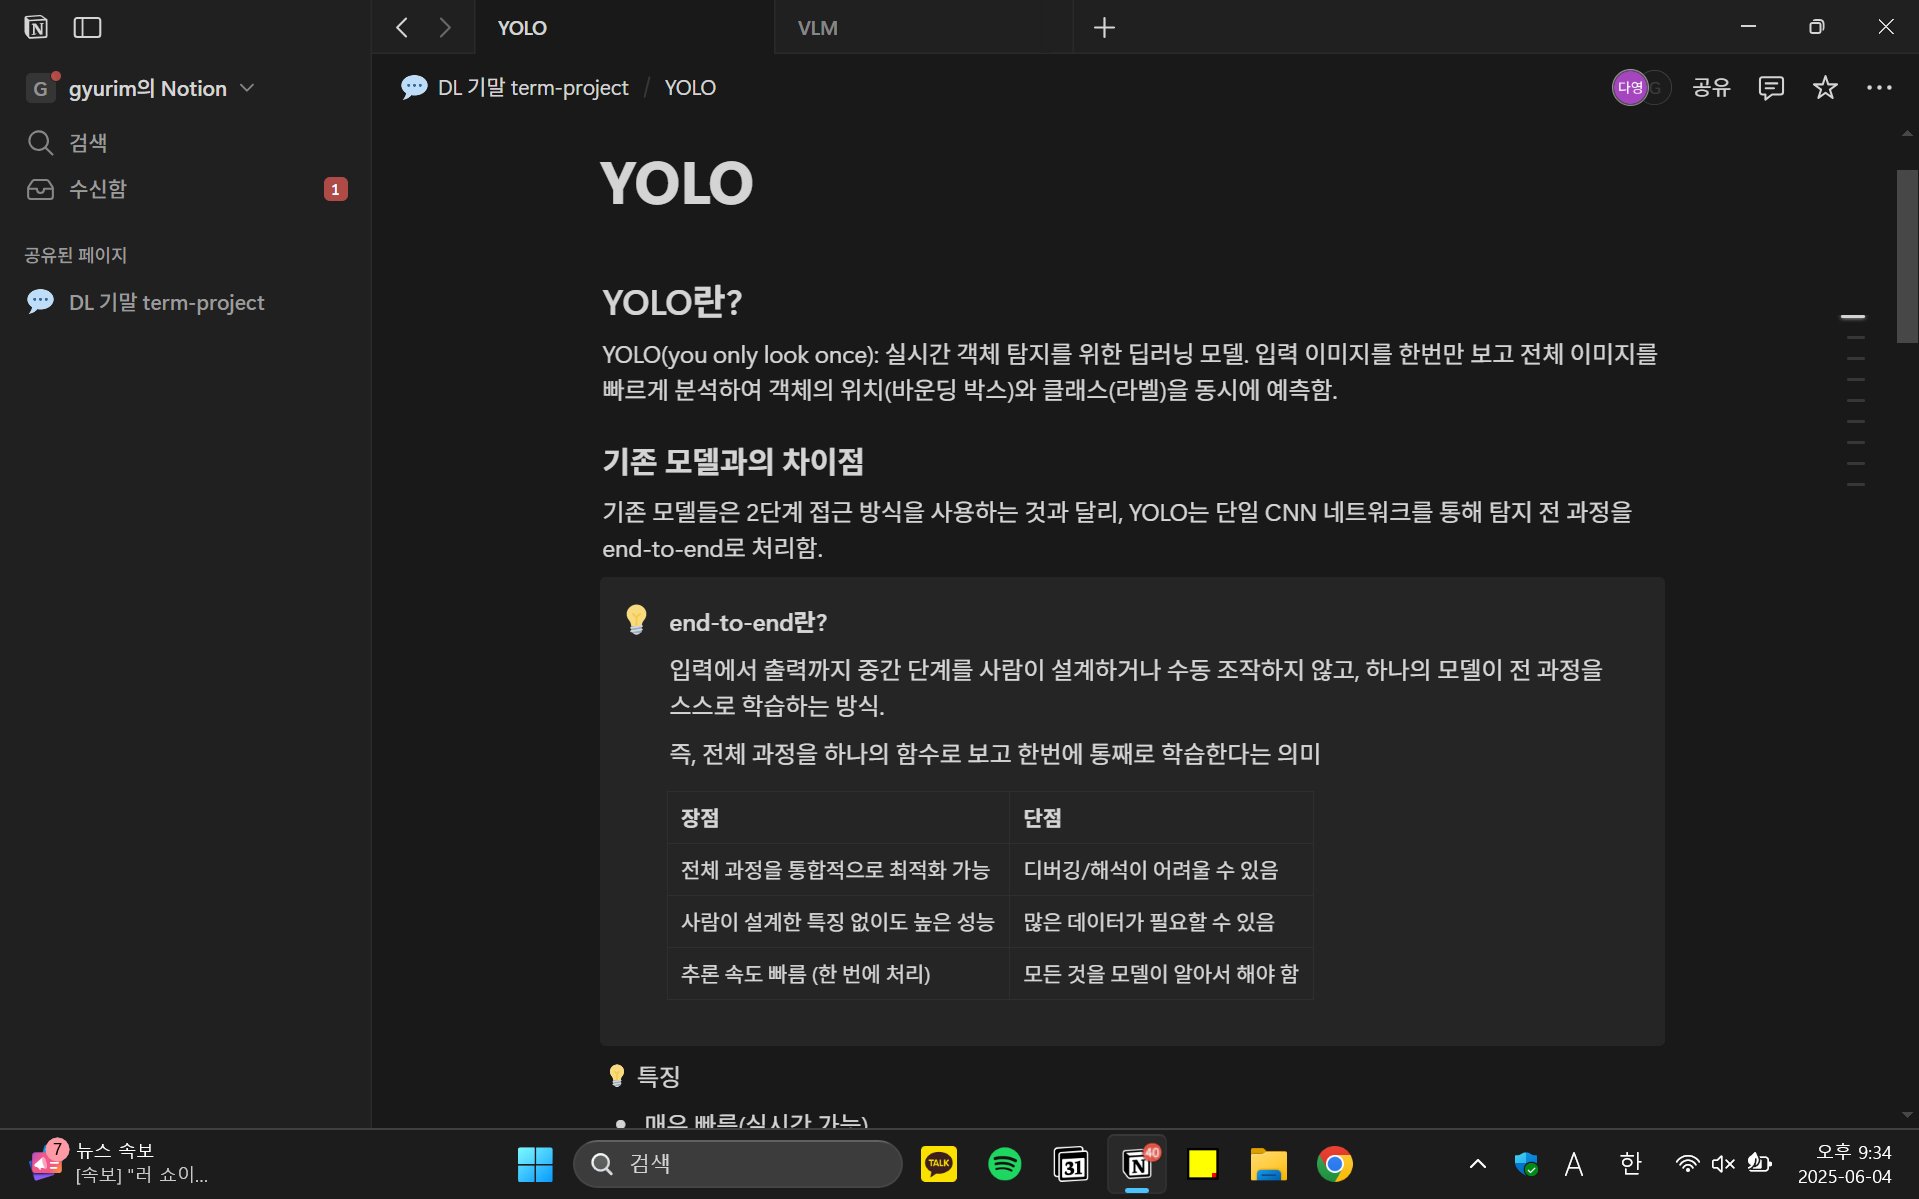 YOLO
VLM
G
gyurim의 Notion
DL 기말 term-project / YOLO
다영
G
공유
검색
수신함
1
공유된 페이지
DL 기말 term-project
YOLO
YOLO란?
YOLO(you only look once): 실시간 객체 탐지를 위한 딥러닝 모델. 입력 이미지를 한번만 보고 전체 이미지를
빠르게 분석하여 객체의 위치(바운딩 박스)와 클래스(라벨)을 동시에 예측함.
기존 모델과의 차이점
기존 모델들은 2단계 접근 방식을 사용하는 것과 달리, YOLO는 단일 CNN 네트워크를 통해 탐지 전 과정을
end-to-end로 처리함.
end-to-end란?
입력에서 출력까지 중간 단계를 사람이 설계하거나 수동 조작하지 않고, 하나의 모델이 전 과정을
스스로 학습하는 방식.
즉, 전체 과정을 하나의 함수로 보고 한번에 통째로 학습한다는 의미
장점 단점
전체 과정을 통합적으로 최적화 가능 디버깅/해석이 어려울 수 있음
사람이 설계한 특징 없이도 높은 성능 많은 데이터가 필요할 수 있음
추론 속도 빠름 (한 번에 처리) 모든 것을 모델이 알아서 해야 함
특징
매우 빠름(실시간 가능)
7
뉴스 속보
[속보] "러 쇼이...
검색
TALK
31
40
A
한
오후 9:34
2025-06-04